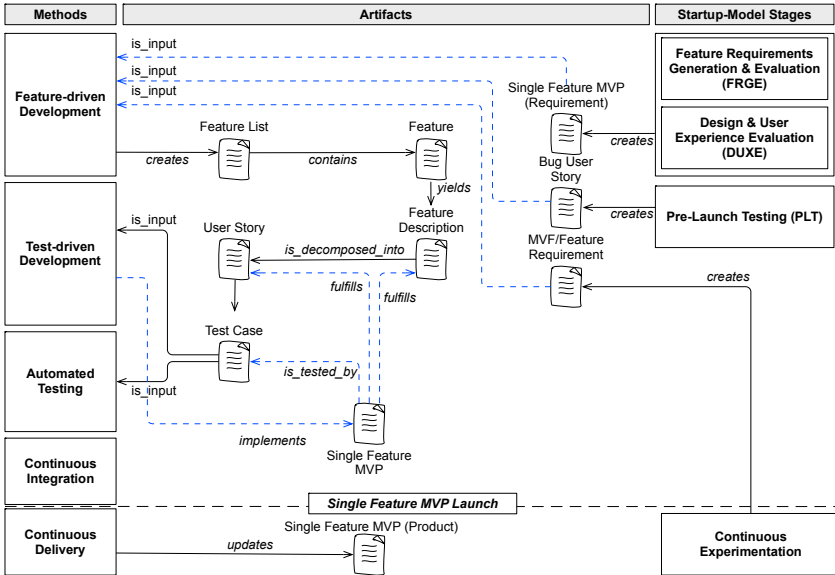 Methods
Artifacts
Startup-Model Stages
Feature-driven
Development
is_input
is_input
is_input
Single Feature MVP
(Requirement)
Feature Requirements
Generation & Evaluation
(FRGE)
Design & User
Experience Evaluation
(DUXE)
Feature List
Feature
creates
contains
creates
Bug User
Story
yields
Test-driven
Development
is_input
User Story
Feature
Description
creates
Pre-Launch Testing (PLT)
is_decomposed_into
MVF/Feature
Requirement
fulfills
fulfills
creates
Test Case
Automated
Testing
is_input
is_tested_by
implements
Single Feature
MVP
Continuous
Integration
Single Feature MVP Launch
Continuous
Delivery
updates
Single Feature MVP (Product)
Continuous
Experimentation